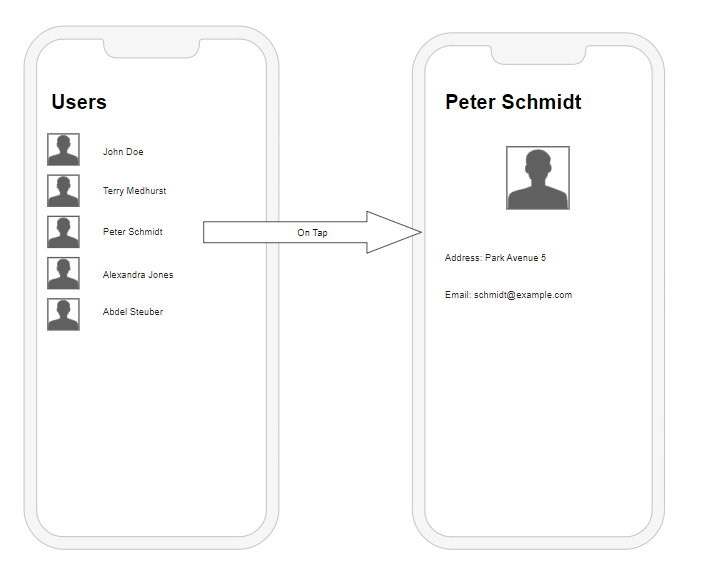 Users
John Doe
Terry Medhurst
Peter Schmidt
Alexandra Jones
Abdel Steuber
On Tap
Peter Schmidt
Address: Park Avenue 5
Email: schmidt@example.com